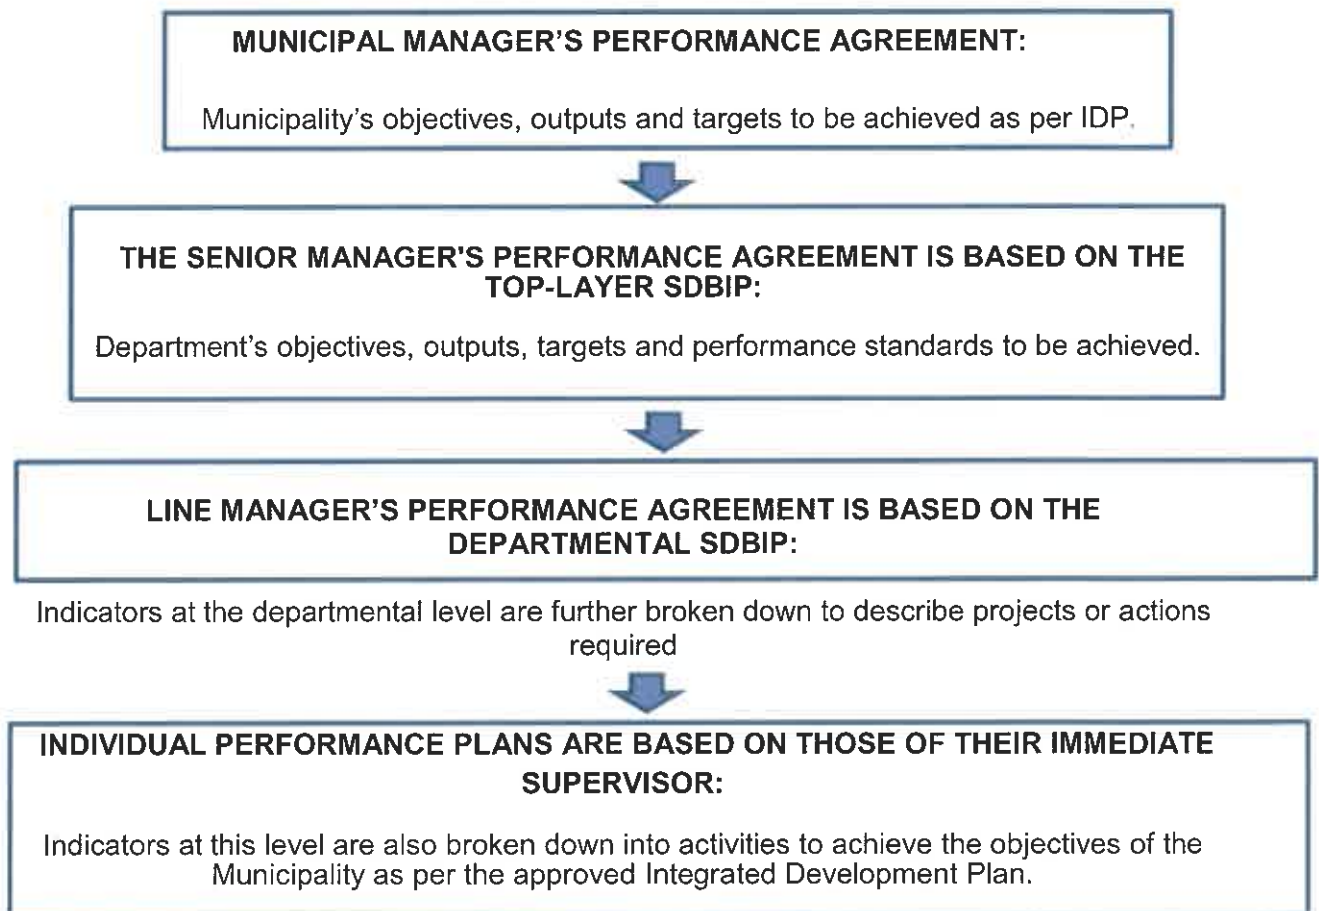 MUNICIPAL MANAGER'S PERFORMANCE AGREEMENT:
Municipality's objectives, outputs and targets to be achieved as per IDP.
THE SENIOR MANAGER'S PERFORMANCE AGREEMENT IS BASED ON THE
TOP-LAYER SDBIP:
Department's objectives, outputs, targets and performance standards to be achieved.
LINE MANAGER'S PERFORMANCE AGREEMENT IS BASED ON THE
DEPARTMENTAL SDBIP:
Indicators at the departmental level are further broken down to describe projects or actions
required
INDIVIDUAL PERFORMANCE PLANS ARE BASED ON THOSE OF THEIR IMMEDIATE
SUPERVISOR:
Indicators at this level are also broken down into activities to achieve the objectives of the
Municipality as per the approved Integrated Development Plan.